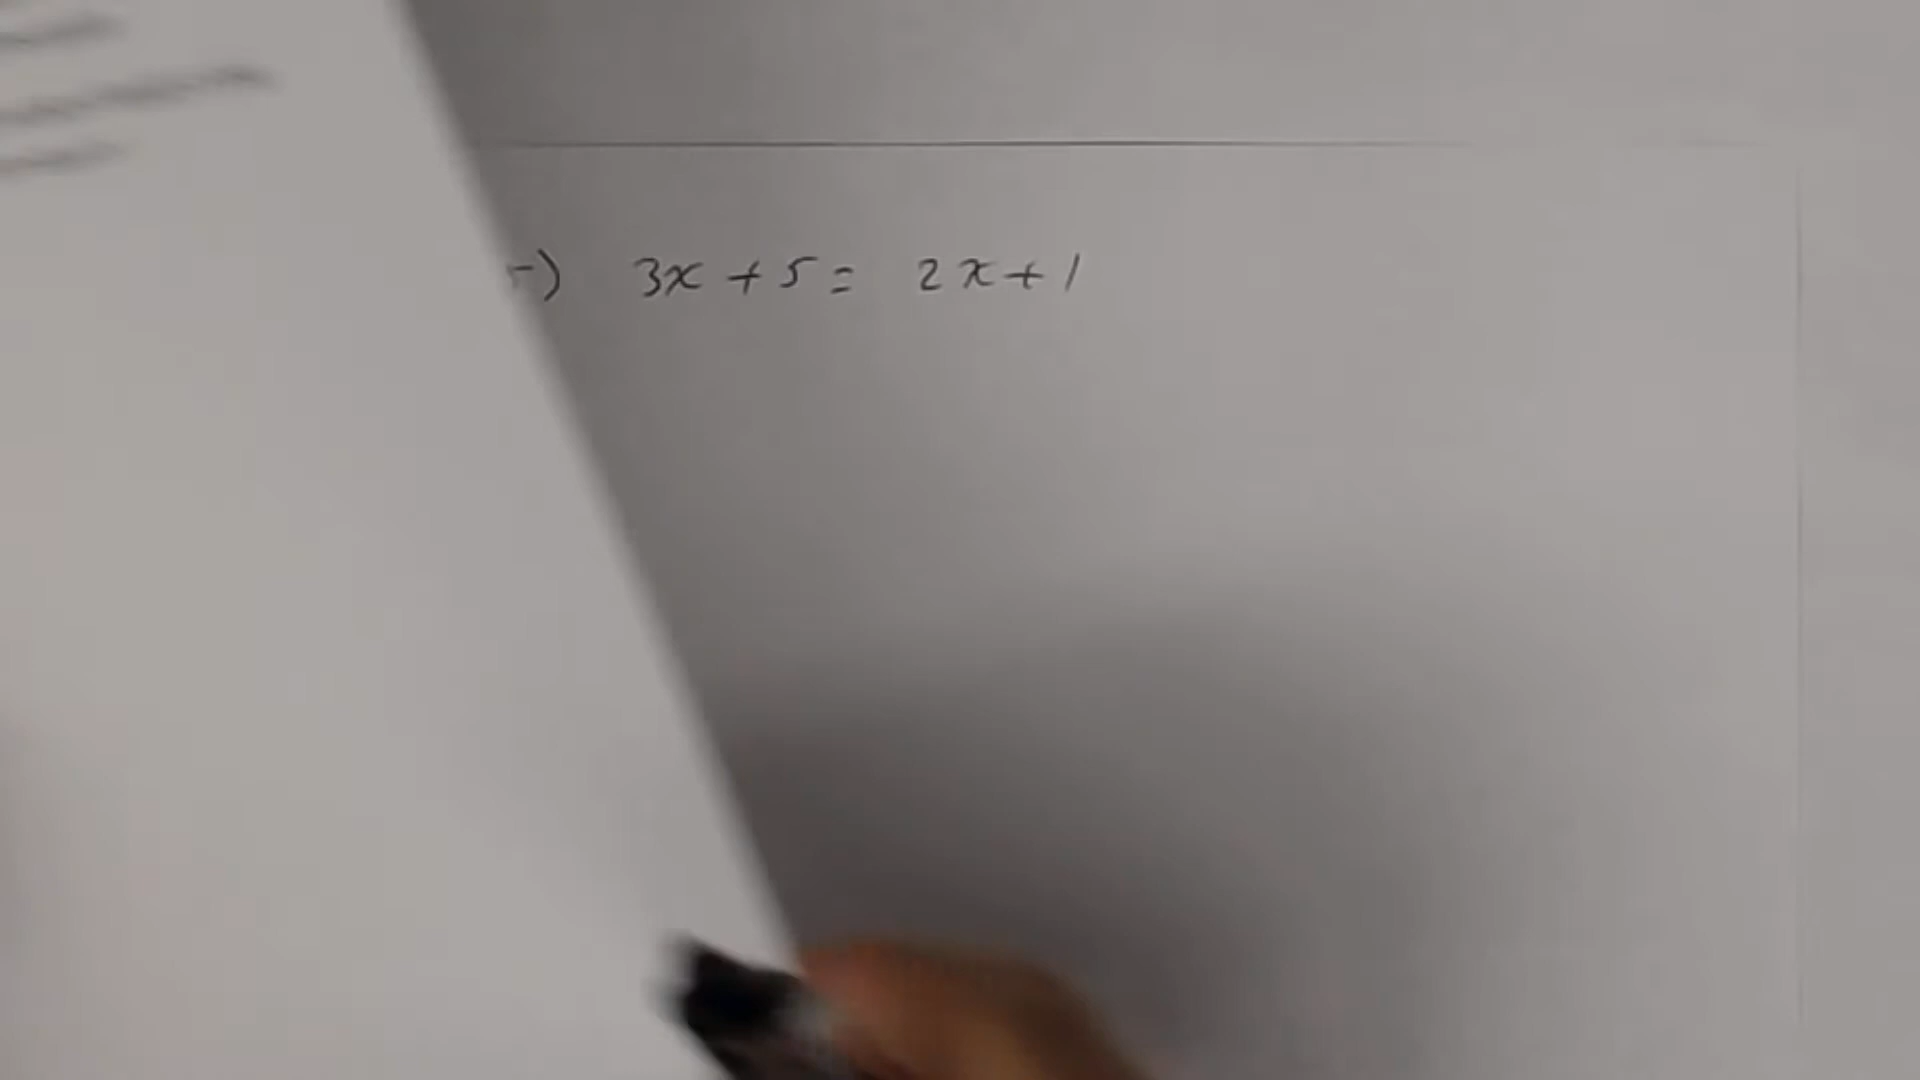 ) 3x + 5 = 2x + 1